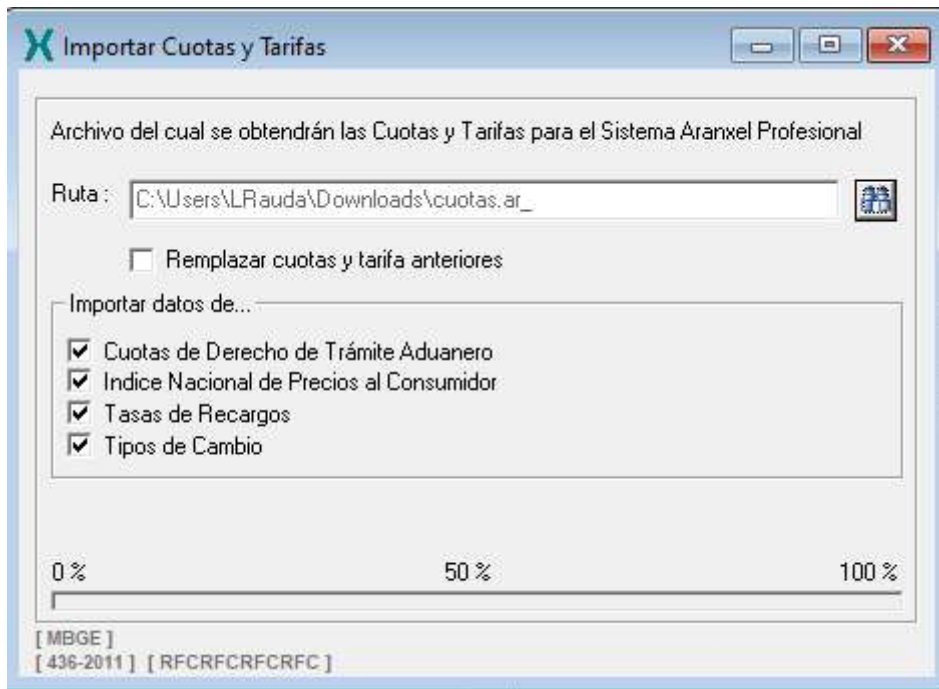 Importar Cuotas y Tarifas
Archivo del cual se obtendrán las Cuotas y Tarifas para el Sistema Aranxel Profesional
Ruta : C:\Users\LRauda\Downloads\cuotas.ar_
Remplazar cuotas y tarifa anteriores
Importar datos de...
Cuotas de Derecho de Trámite Aduanero
Indice Nacional de Precios al Consumidor
Tasas de Recargos
Tipos de Cambio
0 % 50 % 100 %
[ MBGE ]
[ 436-2011 ] [ RFCRFCRFCRFC ]